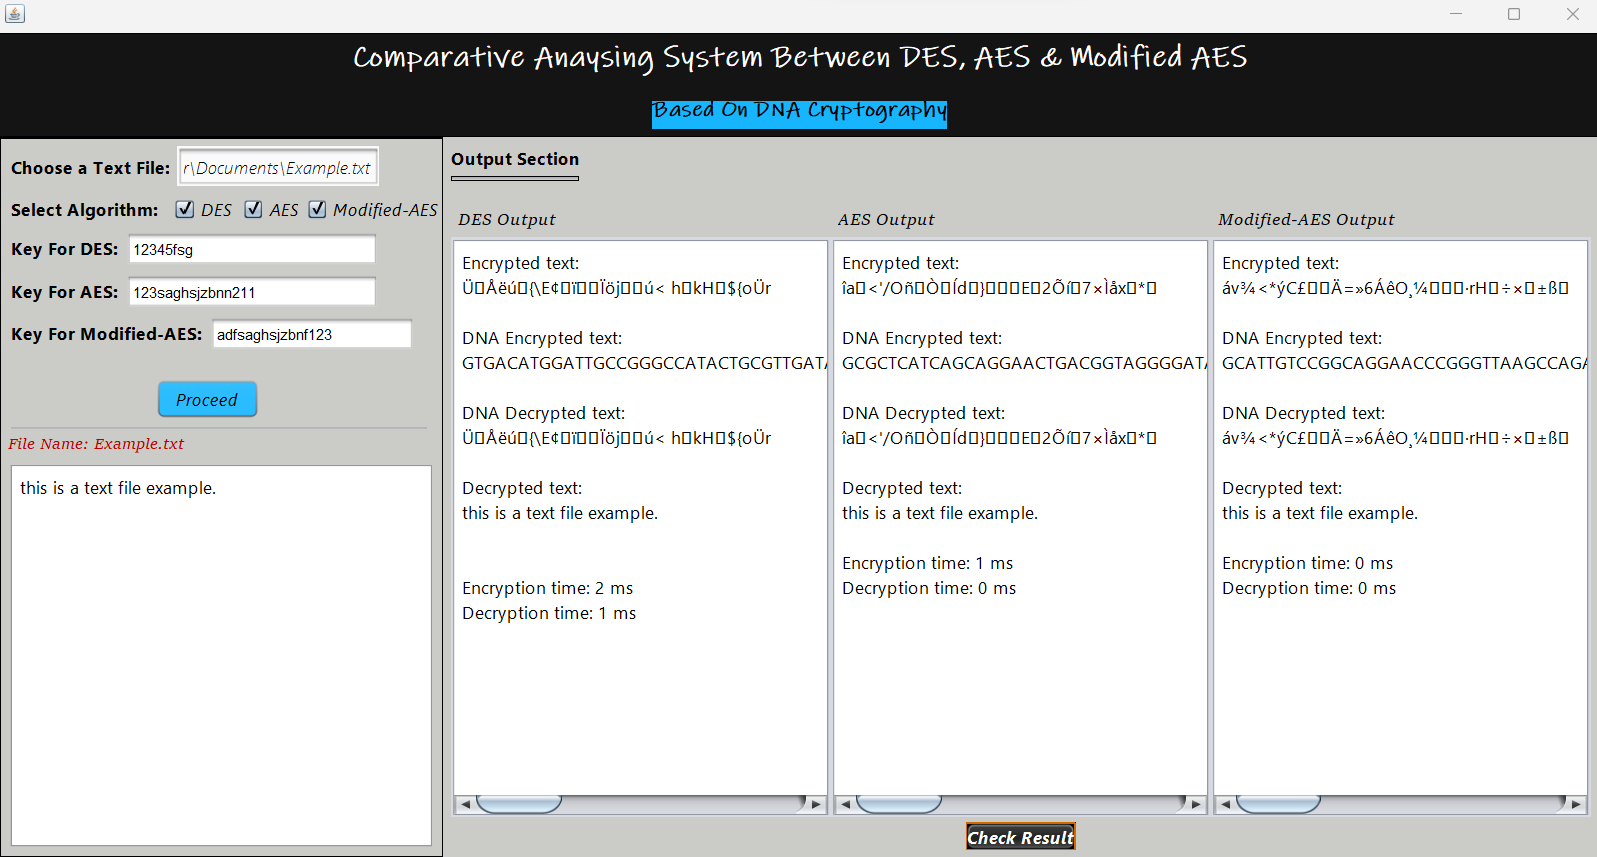 Comparative Anaysing System Between DES, AES & Modified AES
Based On DNA Cryptography
Choose a Text File: r\Documents\Example.txt
Select Algorithm: DES AES Modified-AES
Key For DES: 12345fsg
Key For AES: 123saghsjzbnn211
Key For Modified-AES: adfsaghsjzbnf123
Proceed
File Name: Example.txt
this is a text file example.
Output Section
DES Output
Encrypted text:
Ü▯Åëú▯{\E¢▯ï▯▯Ïöj▯▯ú< h▯kH▯${oÜr
DNA Encrypted text:
GTGACATGGATTGCCGGGCCATACTGCGTTGATA
DNA Decrypted text:
Ü▯Åëú▯{\E¢▯ï▯▯Ïöj▯▯ú< h▯kH▯${oÜr
Decrypted text:
this is a text file example.
Encryption time: 2 ms
Decryption time: 1 ms
AES Output
Encrypted text:
îa▯<'/Oñ▯Ò▯Íd▯}▯▯▯E▯2Õí▯7×Ìåx▯*▯
DNA Encrypted text:
GCGCTCATCAGCAGGAACTGACGGTAGGGGATA
DNA Decrypted text:
îa▯<'/Oñ▯Ò▯Íd▯}▯▯▯E▯2Õí▯7×Ìåx▯*▯
Decrypted text:
this is a text file example.
Encryption time: 1 ms
Decryption time: 0 ms
Modified-AES Output
Encrypted text:
áv¾<*ýC£▯▯Ä=»6ÁêO¸¼▯▯▯·rH▯÷×▯±ß▯
DNA Encrypted text:
GCATTGTCCGGCAGGAACCCGGGTTAAGCCAGA
DNA Decrypted text:
áv¾<*ýC£▯▯Ä=»6ÁêO¸¼▯▯▯·rH▯÷×▯±ß▯
Decrypted text:
this is a text file example.
Encryption time: 0 ms
Decryption time: 0 ms
Check Result